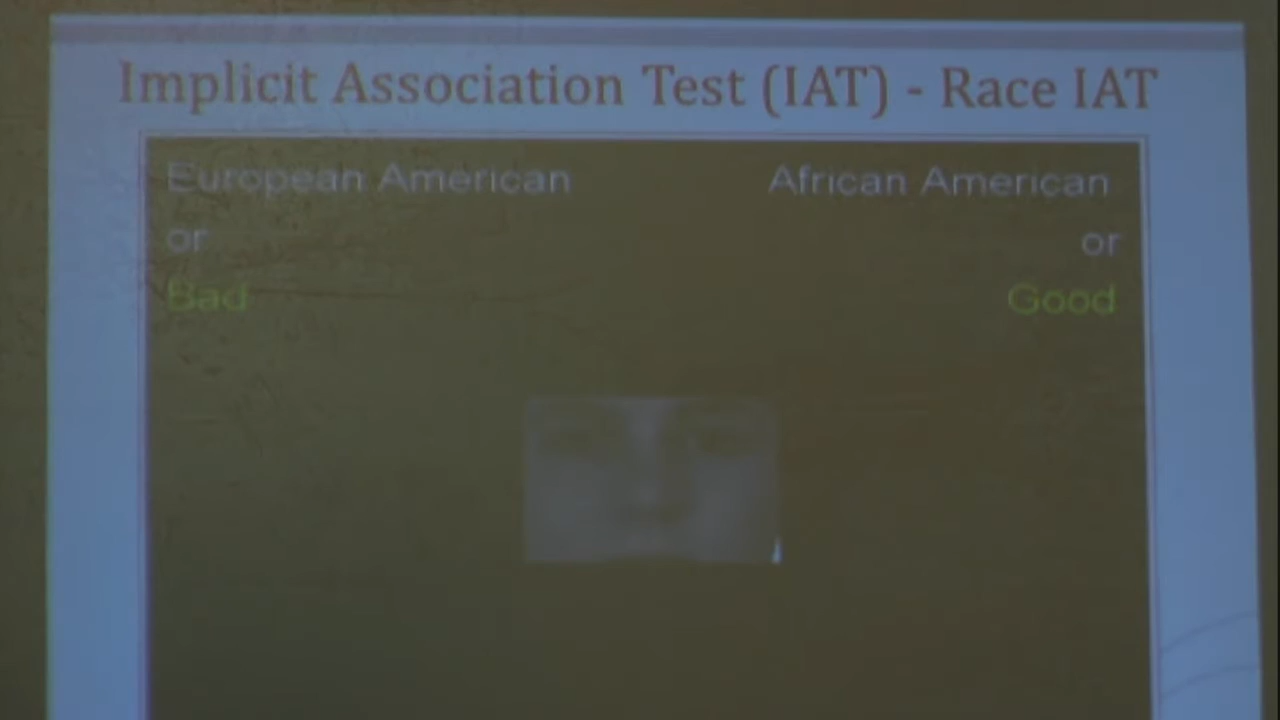 Implicit Association Test (IAT) - Race IAT
European American
or
Bad
African American
or
Good